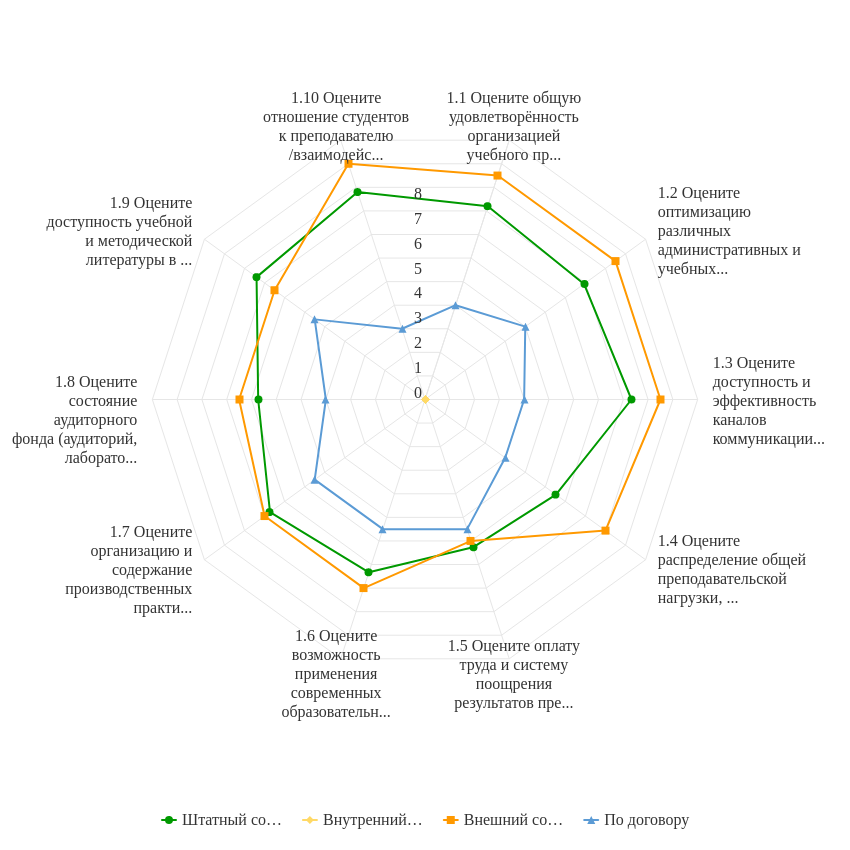 1.10 Оцените
отношение студентов
к преподавателю
/взаимодейс...
1.1 Оцените общую
удовлетворённость
организацией
учебного пр...
1.2 Оцените
оптимизацию
различных
административных и
учебных...
1.9 Оцените
доступность учебной
и методической
литературы в ...
8
7
6
5
4
3
2
1
0
1.3 Оцените
доступность и
эффективность
каналов
коммуникации...
1.8 Оцените
состояние
аудиторного
фонда (аудиторий,
лаборато...
1.4 Оцените
распределение общей
преподавательской
нагрузки, ...
1.7 Оцените
организацию и
содержание
производственных
практи...
1.6 Оцените
возможность
применения
современных
образовательн...
1.5 Оцените оплату
труда и систему
поощрения
результатов пре...
Штатный со… Внутренний… Внешний со… По договору